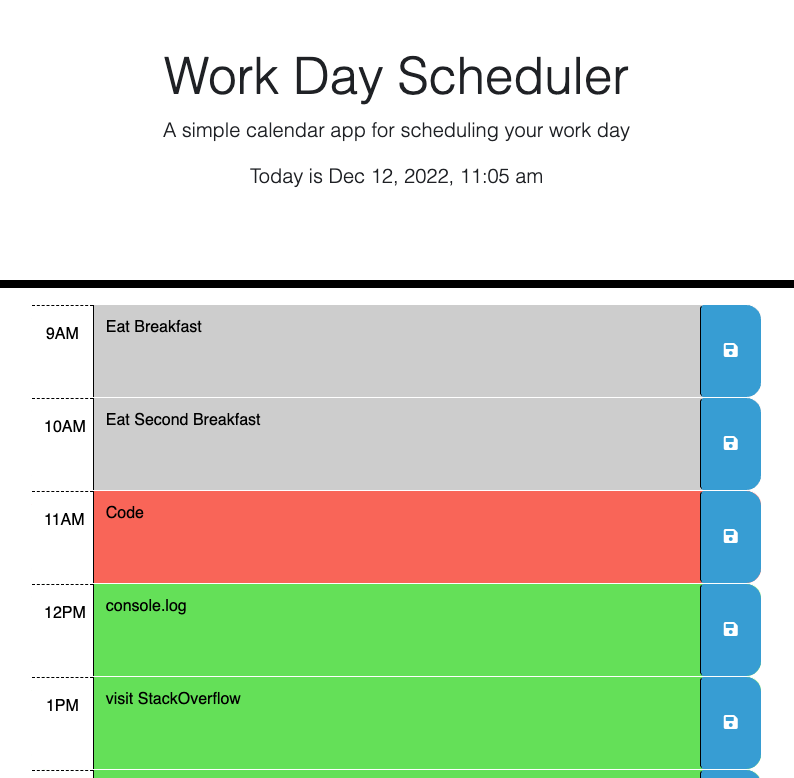 Work Day Scheduler
A simple calendar app for scheduling your work day
Today is Dec 12, 2022, 11:05 am
9AM Eat Breakfast
10AM Eat Second Breakfast
11AM Code
12PM console.log
1PM visit StackOverflow